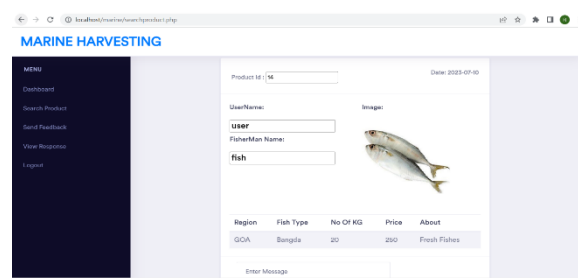 localhost/marine/searchproduct.php
MARINE HARVESTING
MENU
Dashboard
Search Product
Send Feedback
View Response
Logout
Product Id : 14
Date: 2023-07-10
UserName:
Image:
user
FisherMan Name:
fish
Region Fish Type No Of KG Price About
GOA Bangda 20 250 Fresh Fishes
Enter Message